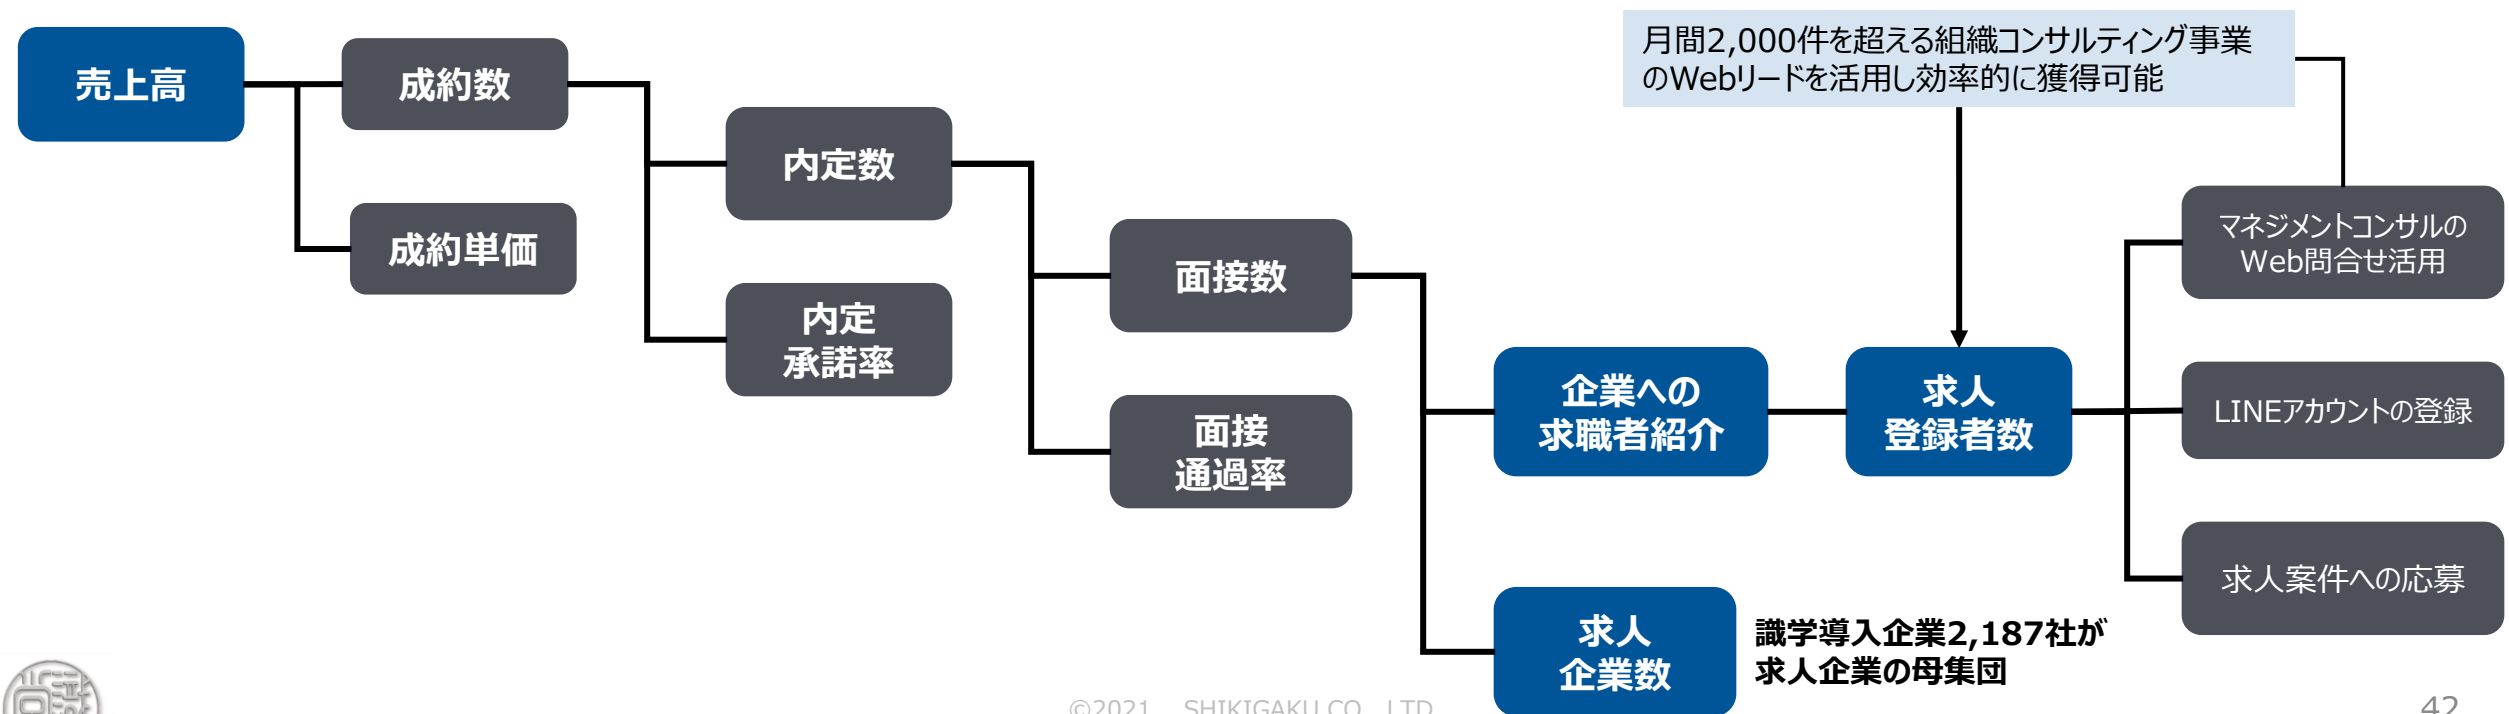 売上高
成約数
成約単価
内定数
内定
承諾率
面接数
面接
通過率
企業への
求職者紹介
求人
企業数
識学導入企業2,187社が
求人企業の母集団
月間2,000件を超える組織コンサルティング事業
のWebリードを活用し効率的に獲得可能
求人
登録者数
マネジメントコンサルの
Web問合せ活用
LINEアカウントの登録
求人案件への応募
©2021 SHIKIGAKU CO., LTD
42